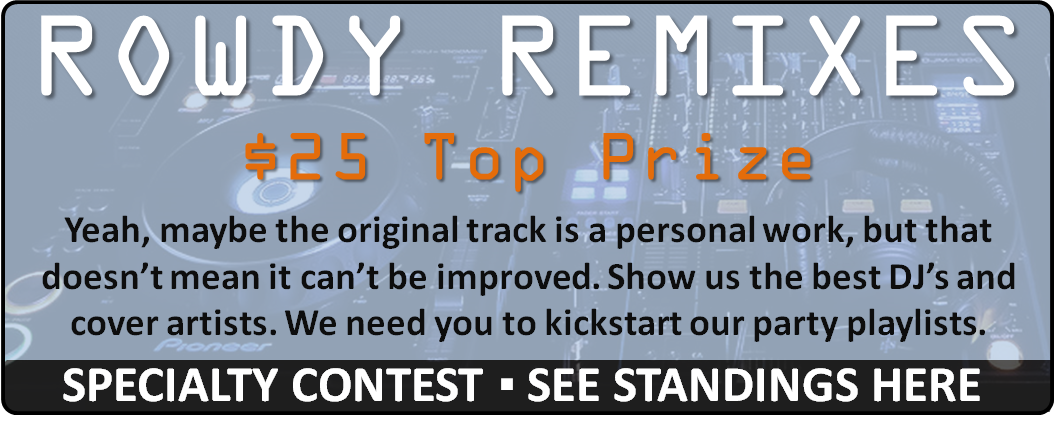 ROWDY REMIXES
$25 Top Prize
Yeah, maybe the original track is a personal work, but that
doesn't mean it can't be improved. Show us the best DJ's and
cover artists. We need you to kickstart our party playlists.
Pioneer
SPECIALTY CONTEST ▪ SEE STANDINGS HERE